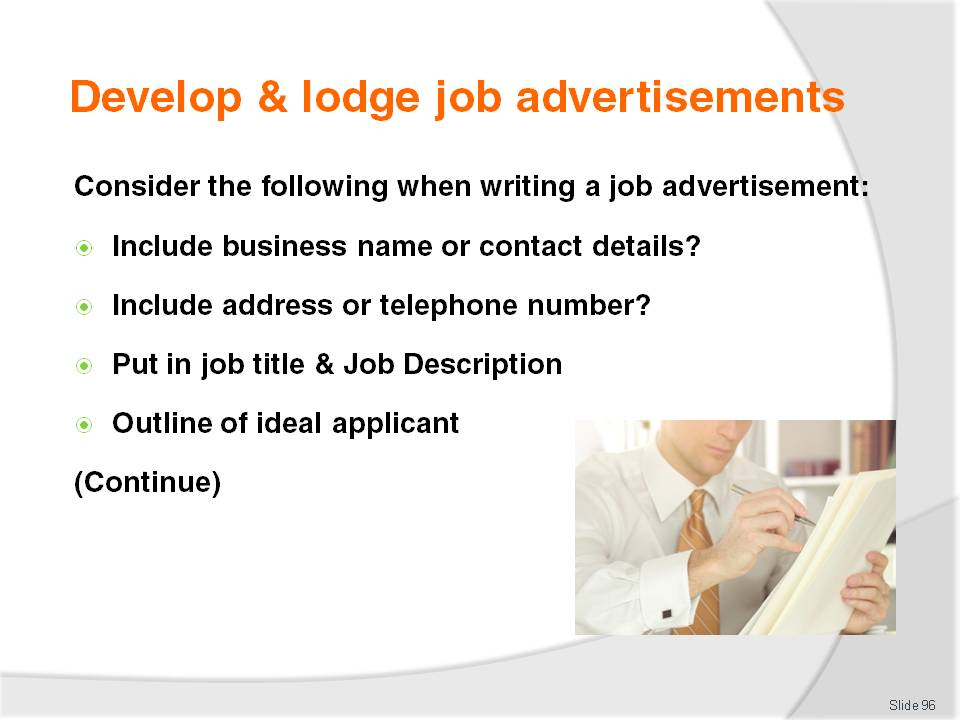 Develop & lodge job advertisements
Consider the following when writing a job advertisement:
Include business name or contact details?
Include address or telephone number?
Put in job title & Job Description
Outline of ideal applicant
(Continue)
Slide 96